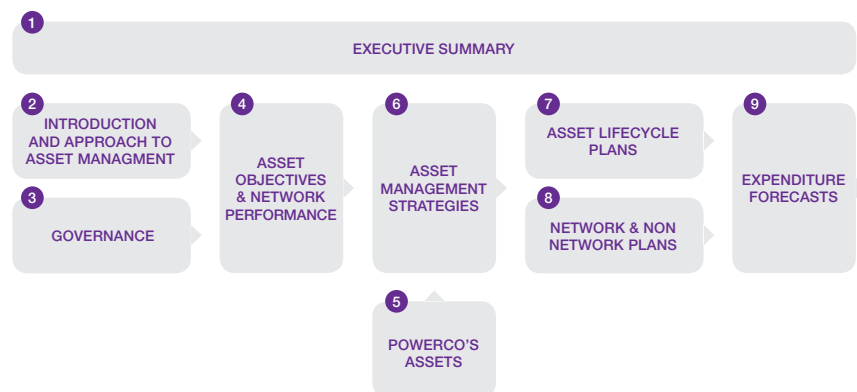 1
EXECUTIVE SUMMARY
2
INTRODUCTION
AND APPROACH TO
ASSET MANAGMENT
3
GOVERNANCE
4
ASSET
OBJECTIVES
& NETWORK
PERFORMANCE
6
ASSET
MANAGEMENT
STRATEGIES
5
POWERCO'S
ASSETS
7
ASSET LIFECYCLE
PLANS
8
NETWORK & NON
NETWORK PLANS
9
EXPENDITURE
FORECASTS